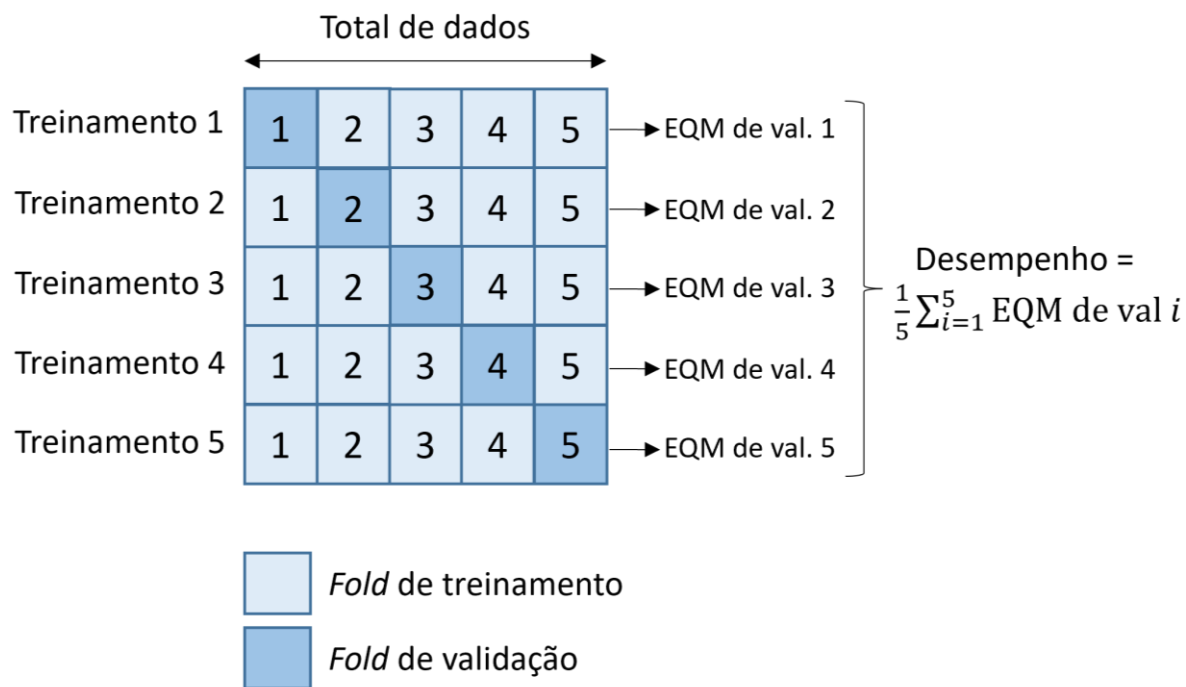 Total de dados
Treinamento 1 1 2 3 4 5 EQM de val. 1
Treinamento 2 1 2 3 4 5 EQM de val. 2
Treinamento 3 1 2 3 4 5 EQM de val. 3
Treinamento 4 1 2 3 4 5 EQM de val. 4
Treinamento 5 1 2 3 4 5 EQM de val. 5
Desempenho =
1/5 ∑_{i=1}^{5} EQM de val i
Fold de treinamento
Fold de validação